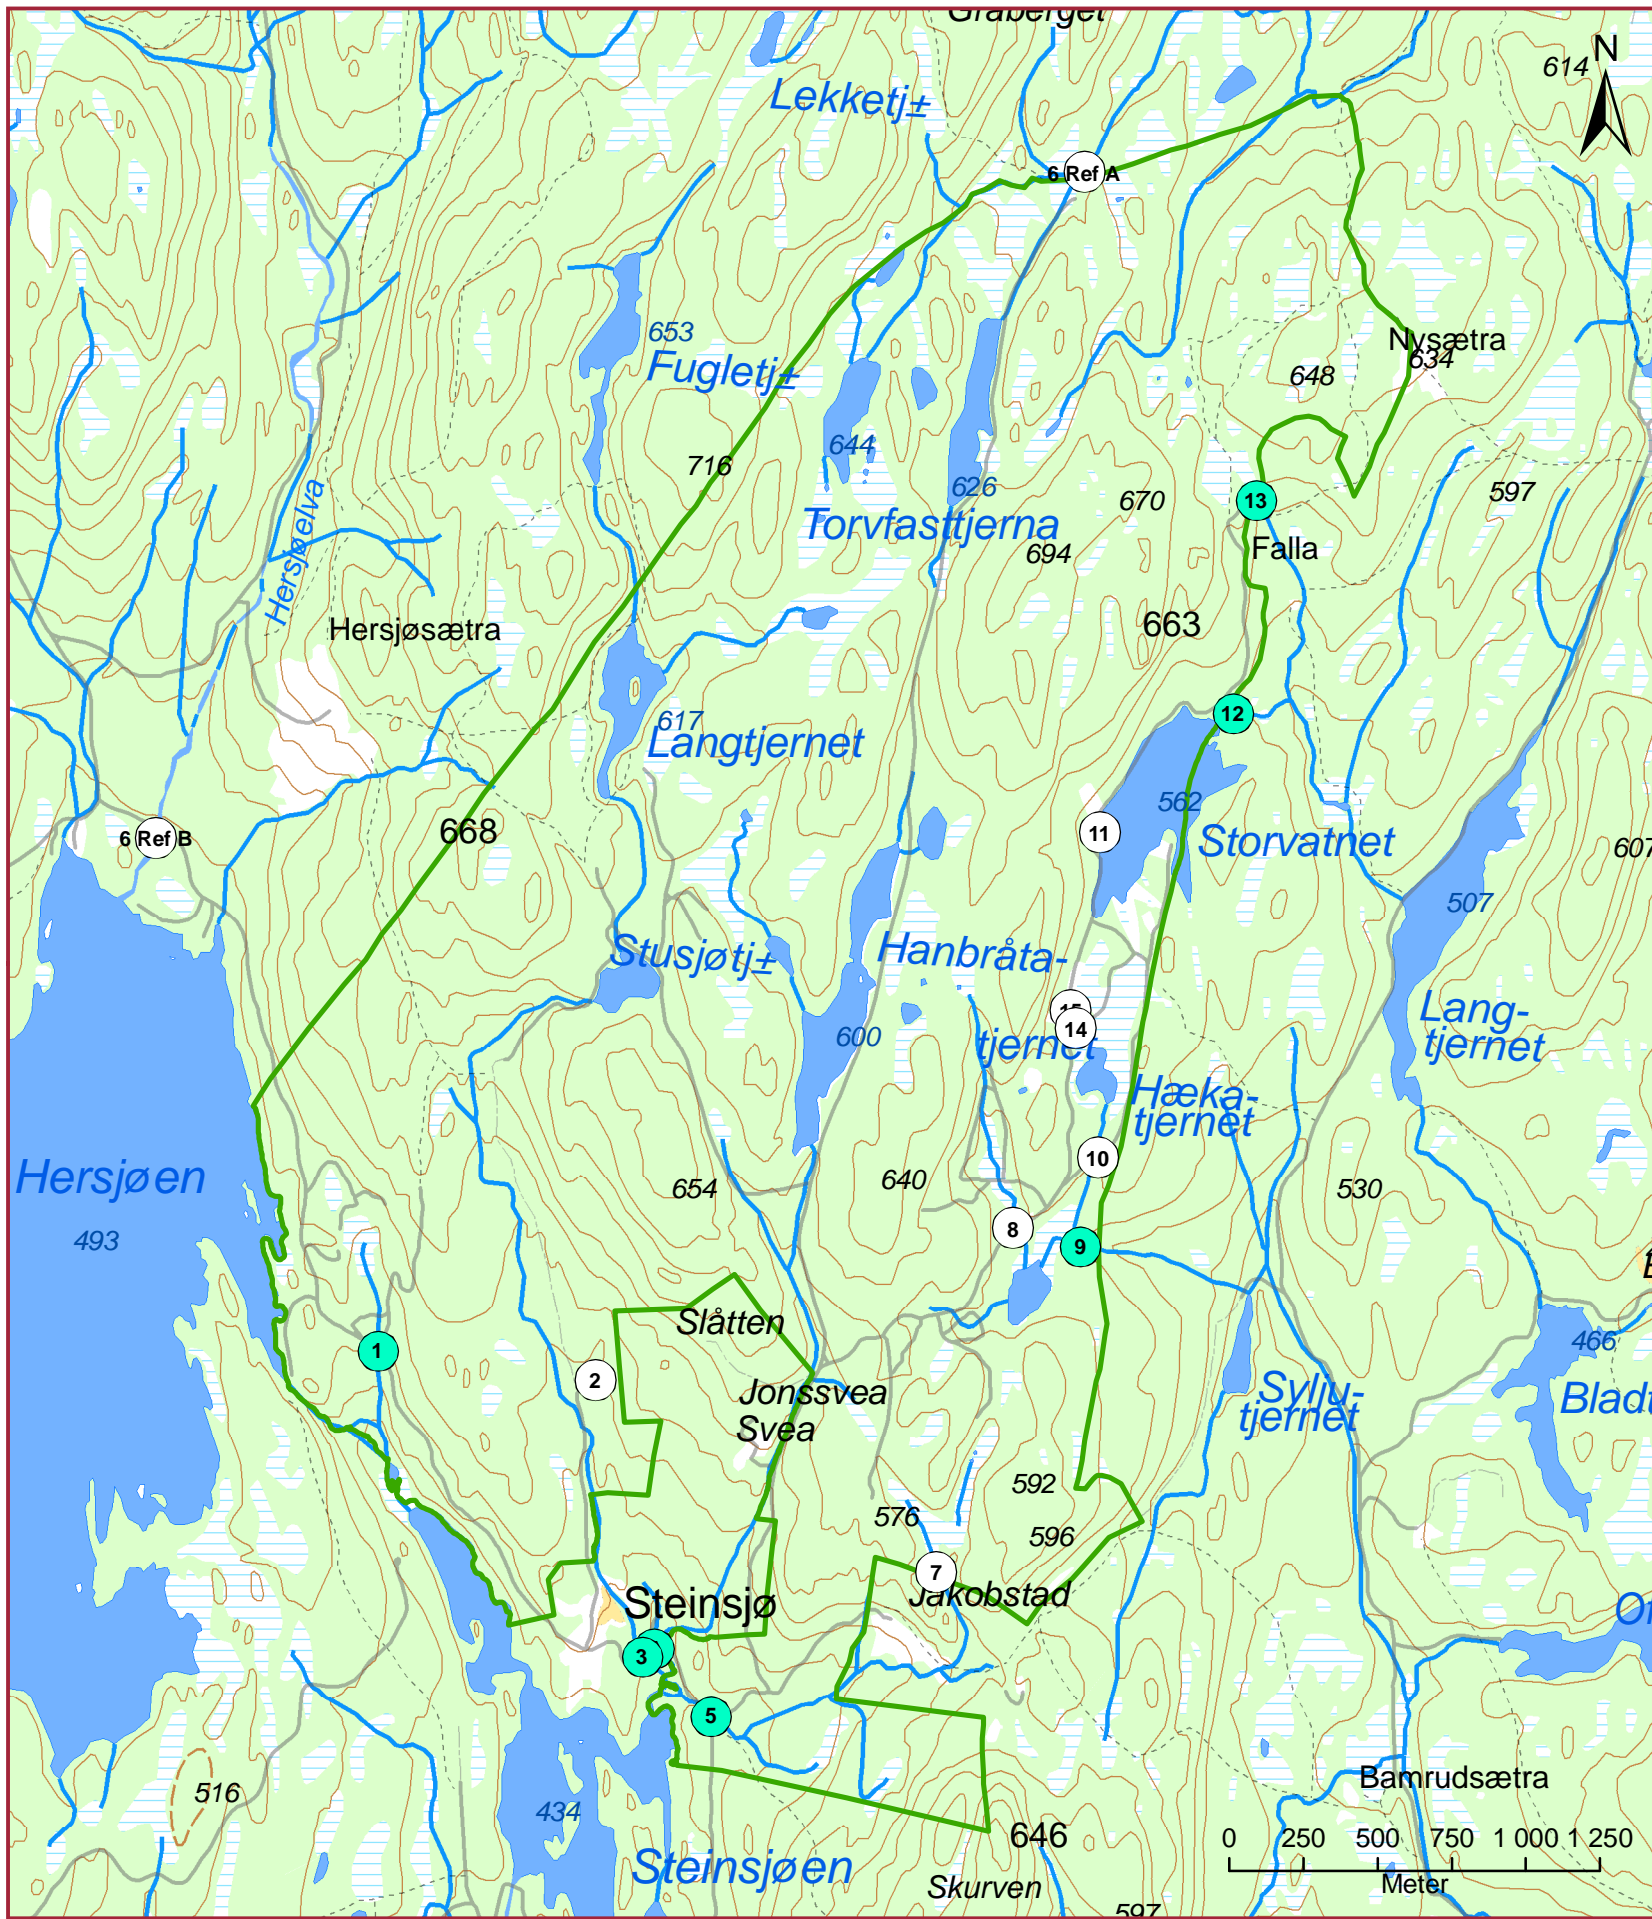 Gråberget
N
614
Lekketj±
6 Ref A
653
Fugletj±
Nysætra
634
648
644
716
626
670
597
Torvfasttjerna
694
13
Falla
Hersjøelva
Hersjøsætra
663
617
Langtjernet
12
562
668
6 Ref B
11
Storvatnet
607
507
Stusjøtj±
Hanbråta-
tjernet
600
15
14
Lang-
tjernet
Hæka-
tjernet
10
Hersjøen
493
654
640
530
8
9
Slåtten
1
2
Jonssvea
Svea
466
Sylju-
tjernet
592
576
596
7
Jakobstad
Steinsjø
3
5
516
434
Steinsjøen
646
Skurven
597
Bamrudsætra
0 250 500 750 1 000 1 250
Meter